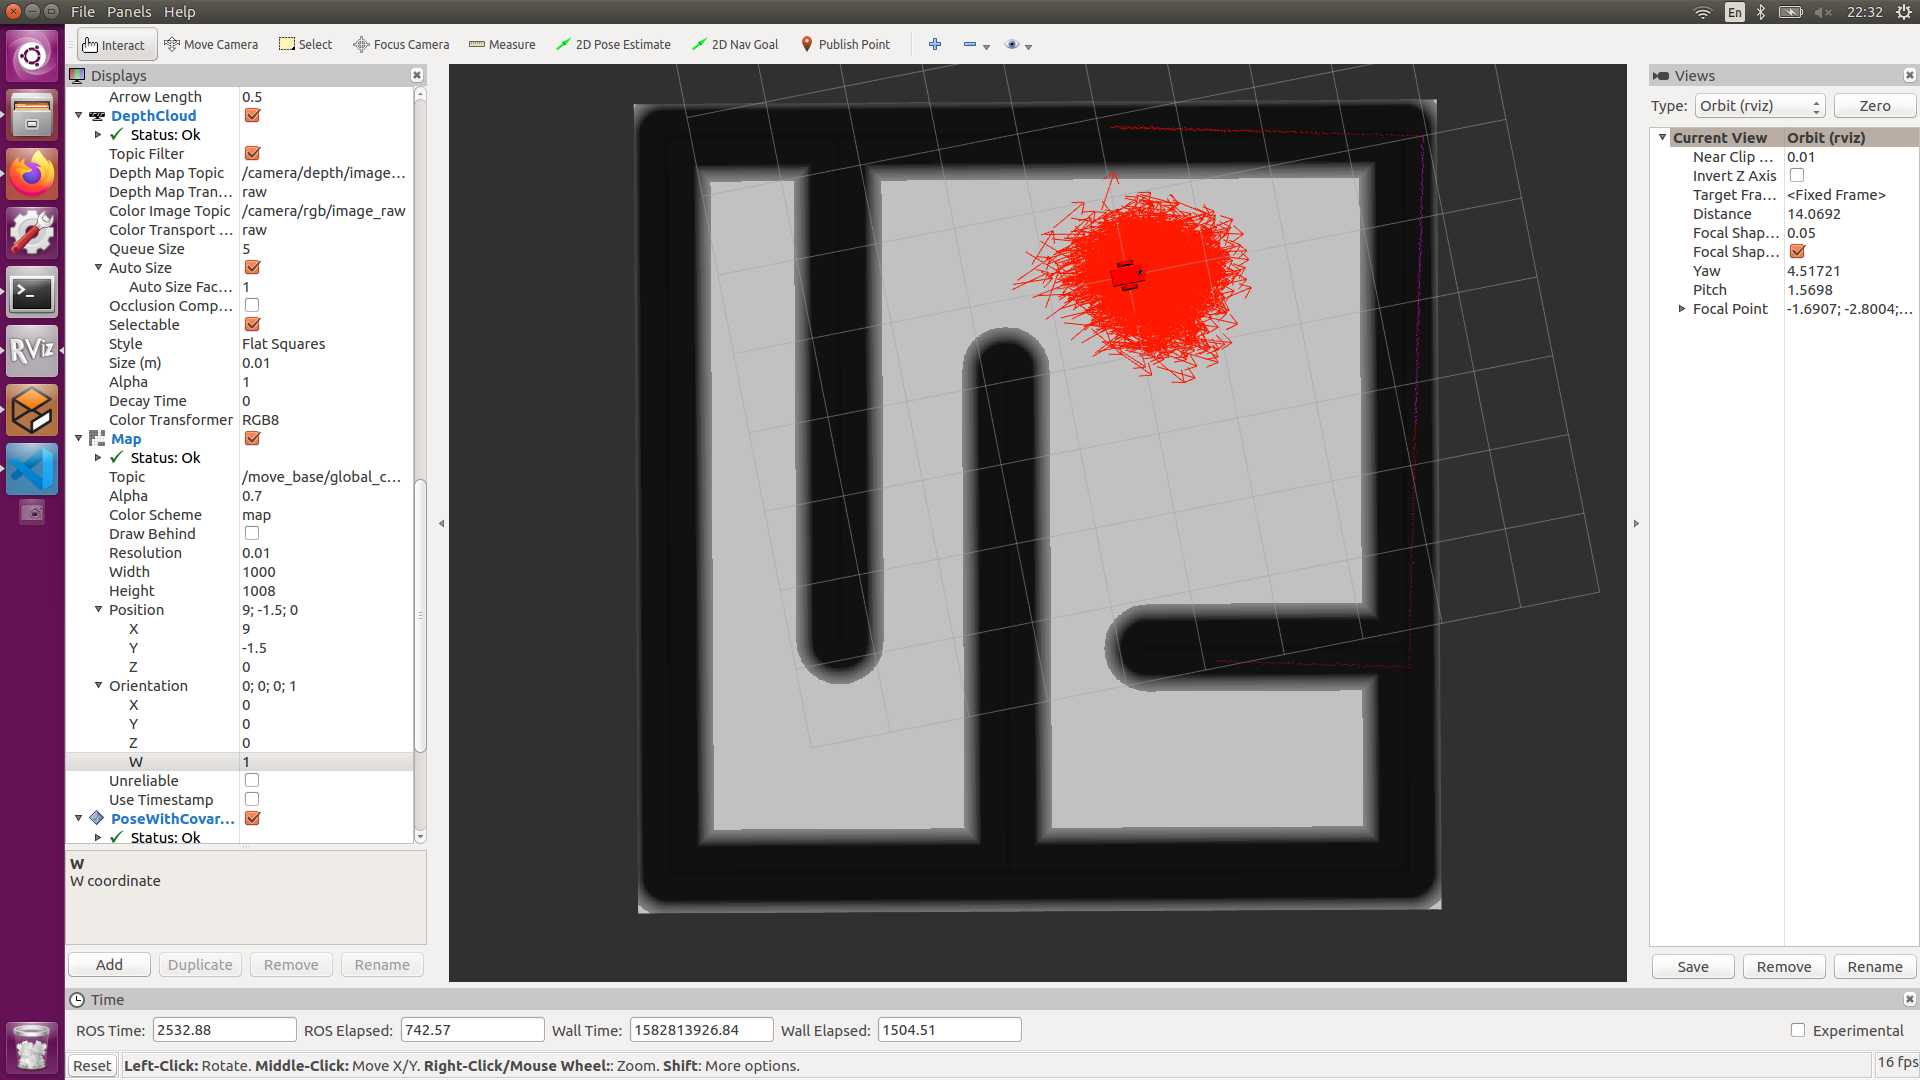 File Panels Help
En 22:32
Interact Move Camera Select Focus Camera Measure 2D Pose Estimate 2D Nav Goal Publish Point
Displays
Arrow Length 0.5
DepthCloud
Status: Ok
Topic Filter
Depth Map Topic /camera/depth/image...
Depth Map Tran... raw
Color Image Topic /camera/rgb/image_raw
Color Transport ... raw
Queue Size 5
Auto Size
Auto Size Fac... 1
Occlusion Comp...
Selectable
Style Flat Squares
Size (m) 0.01
Alpha 1
Decay Time 0
Color Transformer RGB8
Map
Status: Ok
Topic /move_base/global_c...
Alpha 0.7
Color Scheme map
Draw Behind
Resolution 0.01
Width 1000
Height 1008
Position 9; -1.5; 0
X 9
Y -1.5
Z 0
Orientation 0; 0; 0; 1
X 0
Y 0
Z 0
W 1
Unreliable
Use Timestamp
PoseWithCovar...
Status: Ok
W
W coordinate
Add Duplicate Remove Rename
RViz
Views
Type: Orbit (rviz) Zero
Current View Orbit (rviz)
Near Clip ... 0.01
Invert Z Axis
Target Fra... <Fixed Frame>
Distance 14.0692
Focal Shap... 0.05
Focal Shap...
Yaw 4.51721
Pitch 1.5698
Focal Point -1.6907; -2.8004;...
Save Remove Rename
Time
ROS Time: 2532.88 ROS Elapsed: 742.57 Wall Time: 1582813926.84 Wall Elapsed: 1504.51 Experimental
Reset Left-Click: Rotate. Middle-Click: Move X/Y. Right-Click/Mouse Wheel:: Zoom. Shift: More options. 16 fps